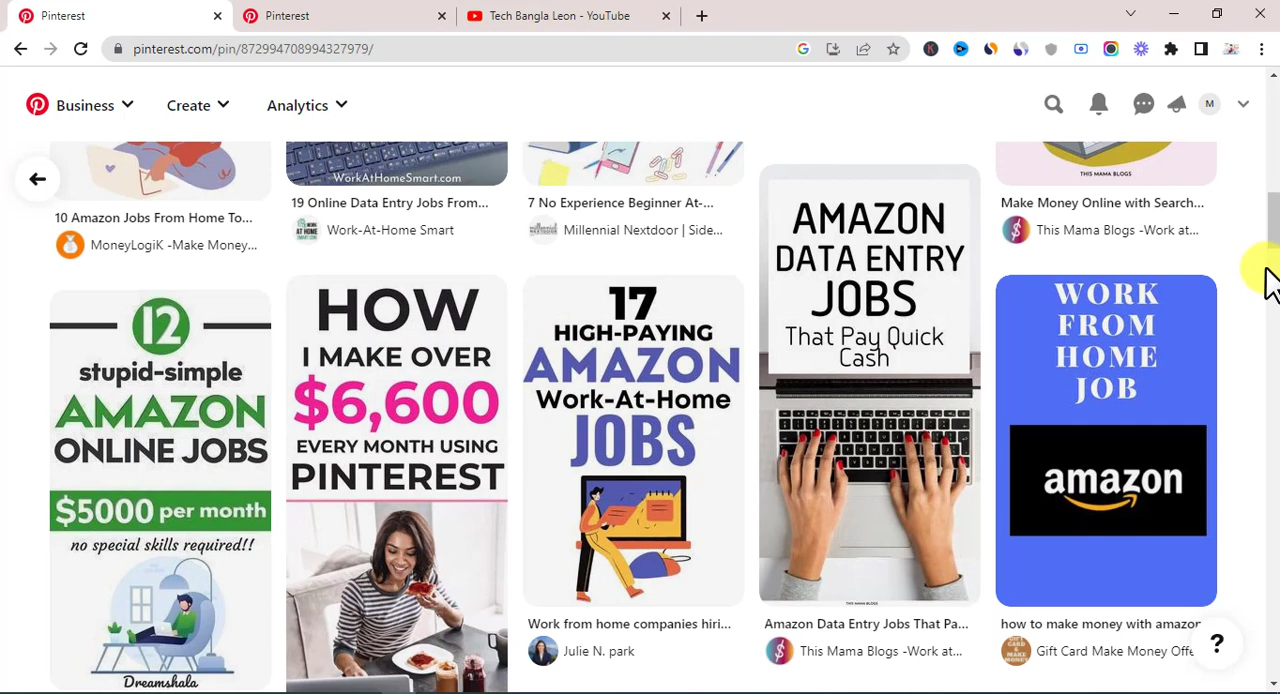 Pinterest
Pinterest
Tech Bangla Leon - YouTube
pinterest.com/pin/872994708994327979/
Business
Create
Analytics
M
WorkAtHomeSmart.com
THIS MAMA BLOGS
10 Amazon Jobs From Home To...
MoneyLogiK -Make Money...
19 Online Data Entry Jobs From...
Work-At-Home Smart
7 No Experience Beginner At-...
Millennial Nextdoor | Side...
Make Money Online with Search...
This Mama Blogs -Work at...
12
stupid-simple
AMAZON
ONLINE JOBS
$5000 per month
no special skills required!!
Dreamshala
HOW
I MAKE OVER
$6,600
EVERY MONTH USING
PINTEREST
17
HIGH-PAYING
AMAZON
Work-At-Home
JOBS
Work from home companies hiri...
Julie N. park
AMAZON
DATA ENTRY
JOBS
That Pay Quick
Cash
THIS MAMA BLOGS
Amazon Data Entry Jobs That Pa...
This Mama Blogs -Work at...
WORK
FROM
HOME
JOB
amazon
how to make money with amazon
Gift Card Make Money Offe
?